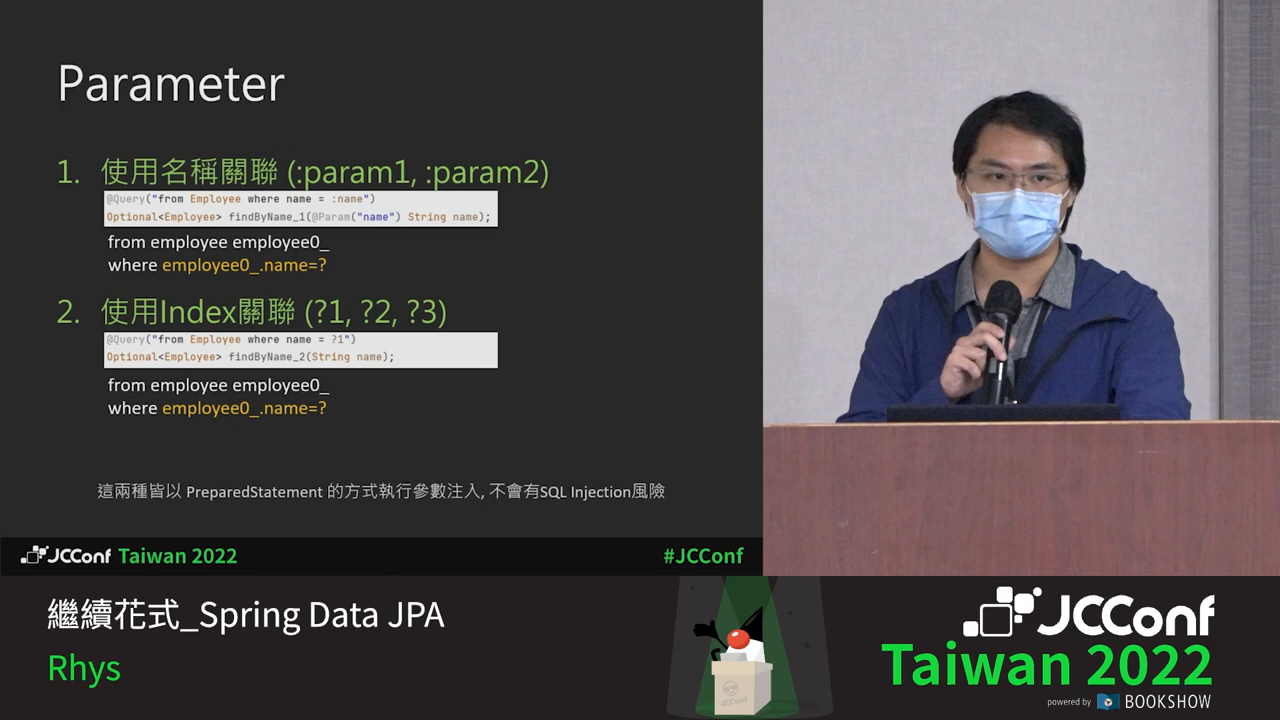 Parameter
1. 使用名稱關聯 (:param1, :param2)
@Query("from Employee where name = :name")
Optional<Employee> findByName_1(@Param("name") String name);
from employee employee0_
where employee0_.name=?
2. 使用Index關聯 (?1, ?2, ?3)
@Query("from Employee where name = ?1")
Optional<Employee> findByName_2(String name);
from employee employee0_
where employee0_.name=?
這兩種皆以 PreparedStatement 的方式執行參數注入, 不會有SQL Injection風險
JCConf Taiwan 2022
#JCConf
繼續花式_Spring Data JPA
Rhys
JCConf
JCConf
Taiwan 2022
powered by BOOKSHOW